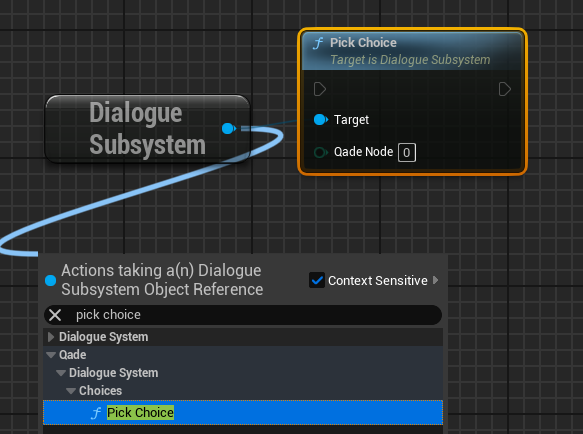 Pick Choice
Target is Dialogue Subsystem
Dialogue
Subsystem
Target
Qade Node 0
Actions taking a(n) Dialogue
Subsystem Object Reference
Context Sensitive
pick choice
Dialogue System
Qade
Dialogue System
Choices
f Pick Choice